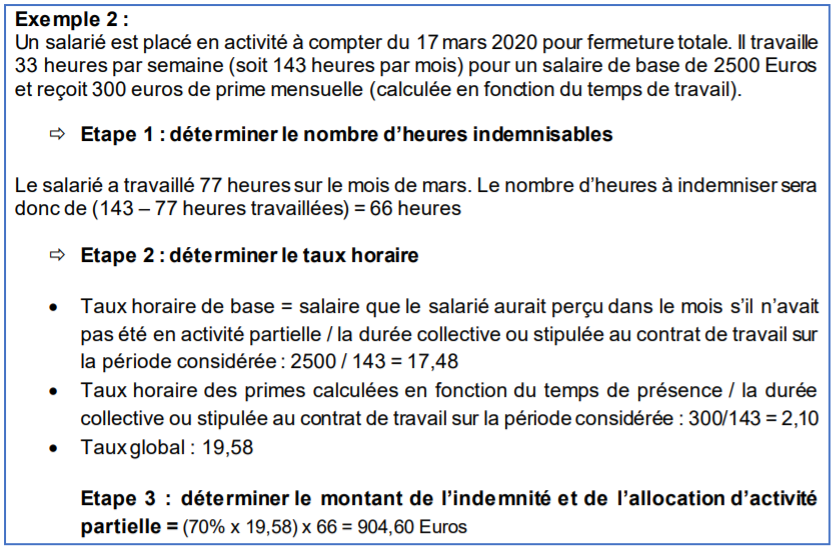 Exemple 2 :
Un salarié est placé en activité à compter du 17 mars 2020 pour fermeture totale. Il travaille
33 heures par semaine (soit 143 heures par mois) pour un salaire de base de 2500 Euros
et reçoit 300 euros de prime mensuelle (calculée en fonction du temps de travail).
⇨ Etape 1 : déterminer le nombre d’heures indemnisables
Le salarié a travaillé 77 heures sur le mois de mars. Le nombre d’heures à indemniser sera
donc de (143 – 77 heures travaillées) = 66 heures
⇨ Etape 2 : déterminer le taux horaire
• Taux horaire de base = salaire que le salarié aurait perçu dans le mois s’il n’avait
pas été en activité partielle / la durée collective ou stipulée au contrat de travail sur
la période considérée : 2500 / 143 = 17,48
• Taux horaire des primes calculées en fonction du temps de présence / la durée
collective ou stipulée au contrat de travail sur la période considérée : 300/143 = 2,10
• Taux global : 19,58
Etape 3 : déterminer le montant de l’indemnité et de l’allocation d’activité
partielle = (70% x 19,58) x 66 = 904,60 Euros